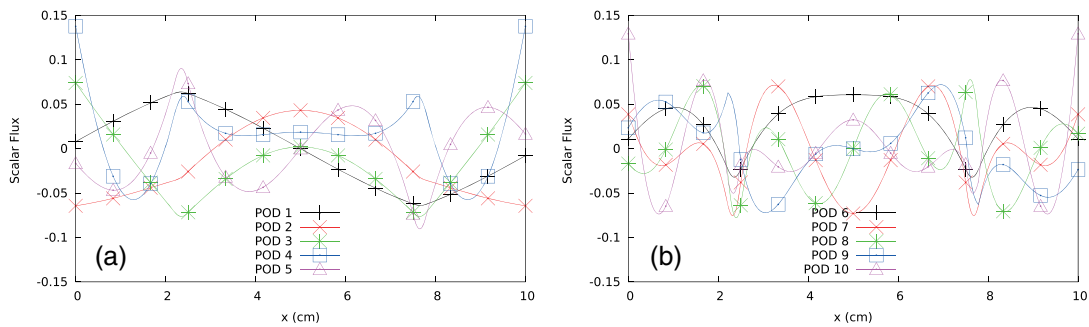 0.15
0.1
0.05
0
-0.05
-0.1
-0.15
Scalar Flux
POD 1
POD 2
POD 3
POD 4
POD 5
(a)
0 2 4 6 8 10
x (cm)
0.15
0.1
0.05
0
-0.05
-0.1
-0.15
Scalar Flux
POD 6
POD 7
POD 8
POD 9
POD 10
(b)
0 2 4 6 8 10
x (cm)